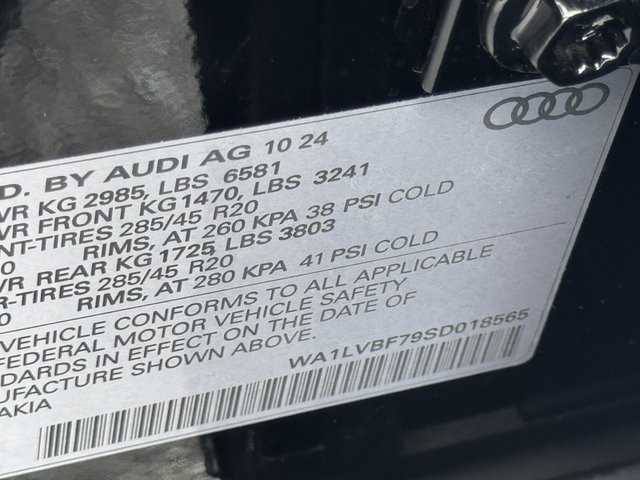 D. BY AUDI AG 10 24
VR KG 2985, LBS 6581
VR FRONT KG 1470, LBS 3241
NT-TIRES 285/45 R20
0 RIMS, AT 260 KPA 38 PSI COLD
VR REAR KG 1725, LBS 3803
R-TIRES 285/45 R20
0 RIMS, AT 280 KPA 41 PSI COLD
VEHICLE CONFORMS TO ALL APPLICABLE
FEDERAL MOTOR VEHICLE SAFETY
DARDS IN EFFECT ON THE DATE OF
UFACTURE SHOWN ABOVE.
AKIA
WA1LVBF79SD018565